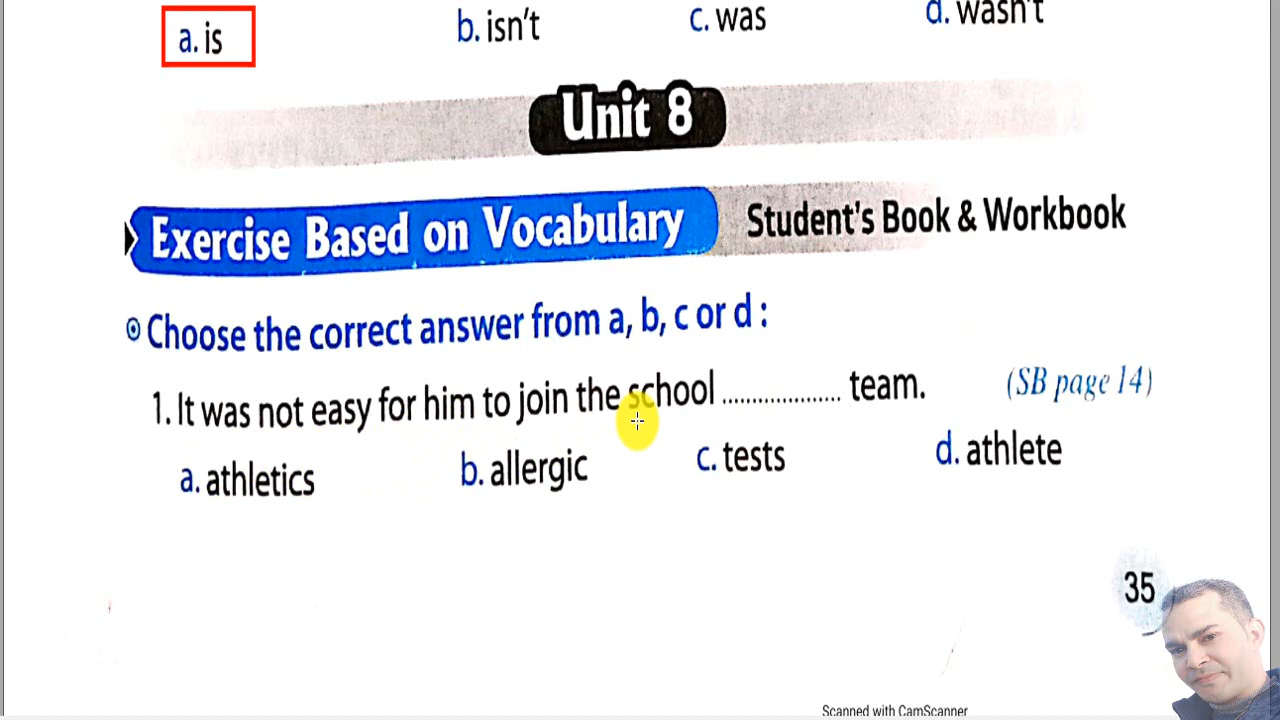 a. is b. isn't c. was d. wasn't
Unit 8
Exercise Based on Vocabulary Student's Book & Workbook
Choose the correct answer from a, b, c or d :
1. It was not easy for him to join the school .................... team. (SB page 14)
a. athletics b. allergic c. tests d. athlete
35
Scanned with CamScanner